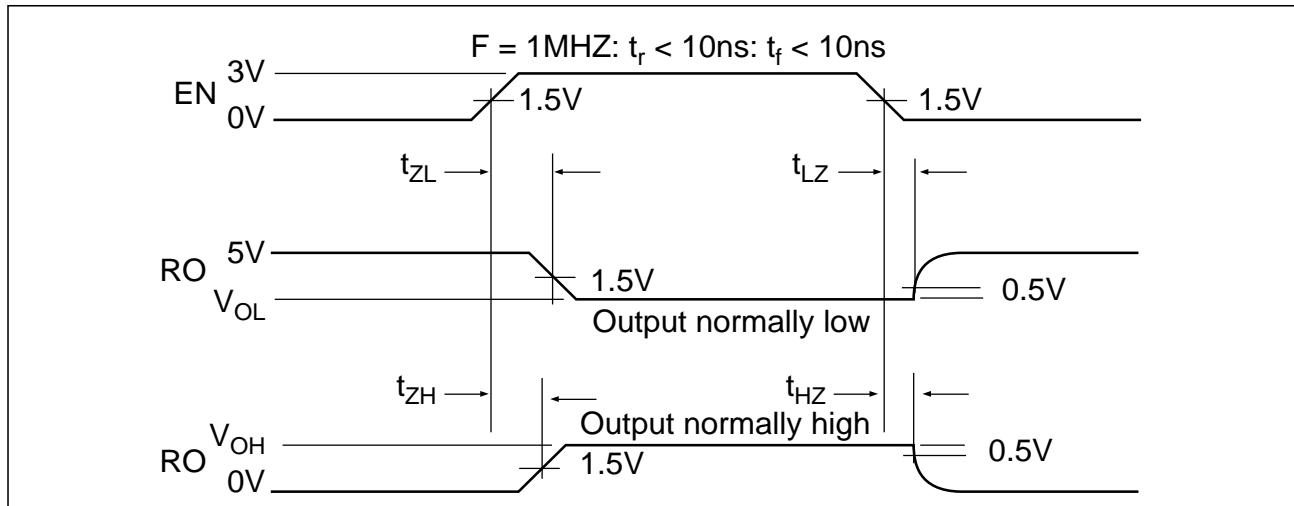 F = 1MHZ: tr < 10ns: tf < 10ns
3V
EN
1.5V
1.5V
0V
tZL
tLZ
5V
RO
1.5V
0.5V
VOL
Output normally low
tZH
tHZ
Output normally high
VOH
RO
1.5V
0.5V
0V